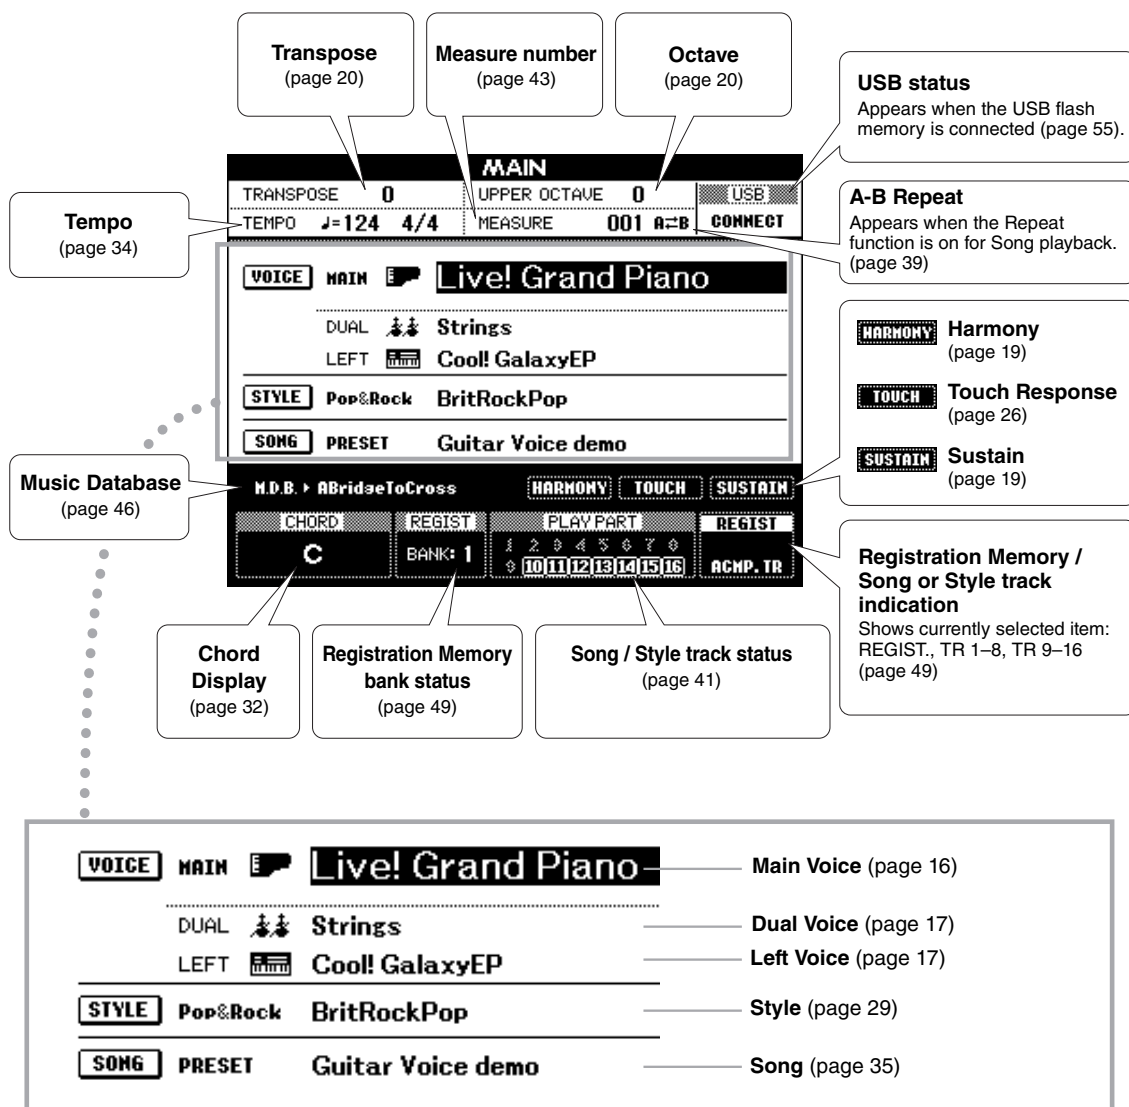 Transpose
(page 20)
Measure number
(page 43)
Octave
(page 20)
USB status
Appears when the USB flash
memory is connected (page 55).
MAIN
TRANSPOSE 0
UPPER OCTAVE 0
USB
TEMPO ♩=124 4/4
MEASURE 001 A⇄B
CONNECT
Tempo
(page 34)
A-B Repeat
Appears when the Repeat
function is on for Song playback.
(page 39)
VOICE MAIN Live! Grand Piano
DUAL Strings
LEFT Cool! GalaxyEP
STYLE Pop&Rock BritRockPop
SONG PRESET Guitar Voice demo
HARMONY Harmony
(page 19)
TOUCH Touch Response
(page 26)
SUSTAIN Sustain
(page 19)
Music Database
(page 46)
M.D.B. ▸ ABridgeToCross
HARMONY TOUCH SUSTAIN
CHORD REGIST PLAY PART REGIST
C
BANK: 1
1 2 3 4 5 6 7 8
9 10 11 12 13 14 15 16
ACMP. TR
Registration Memory /
Song or Style track
indication
Shows currently selected item:
REGIST., TR 1–8, TR 9–16
(page 49)
Chord
Display
(page 32)
Registration Memory
bank status
(page 49)
Song / Style track status
(page 41)
VOICE MAIN Live! Grand Piano Main Voice (page 16)
DUAL Strings Dual Voice (page 17)
LEFT Cool! GalaxyEP Left Voice (page 17)
STYLE Pop&Rock BritRockPop Style (page 29)
SONG PRESET Guitar Voice demo Song (page 35)